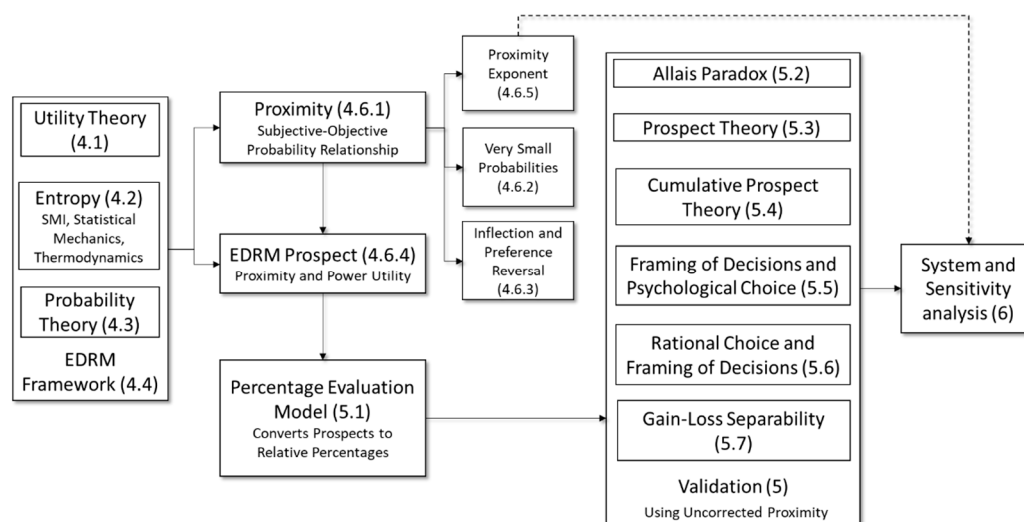 Utility Theory
(4.1)
Entropy (4.2)
SMI, Statistical
Mechanics,
Thermodynamics
Probability
Theory (4.3)
EDRM
Framework (4.4)
Proximity (4.6.1)
Subjective-Objective
Probability Relationship
EDRM Prospect (4.6.4)
Proximity and Power Utility
Percentage Evaluation
Model (5.1)
Converts Prospects to
Relative Percentages
Proximity
Exponent
(4.6.5)
Very Small
Probabilities
(4.6.2)
Inflection and
Preference
Reversal
(4.6.3)
Allais Paradox (5.2)
Prospect Theory (5.3)
Cumulative Prospect
Theory (5.4)
Framing of Decisions and
Psychological Choice (5.5)
Rational Choice and
Framing of Decisions (5.6)
Gain-Loss Separability
(5.7)
Validation (5)
Using Uncorrected Proximity
System and
Sensitivity
analysis (6)